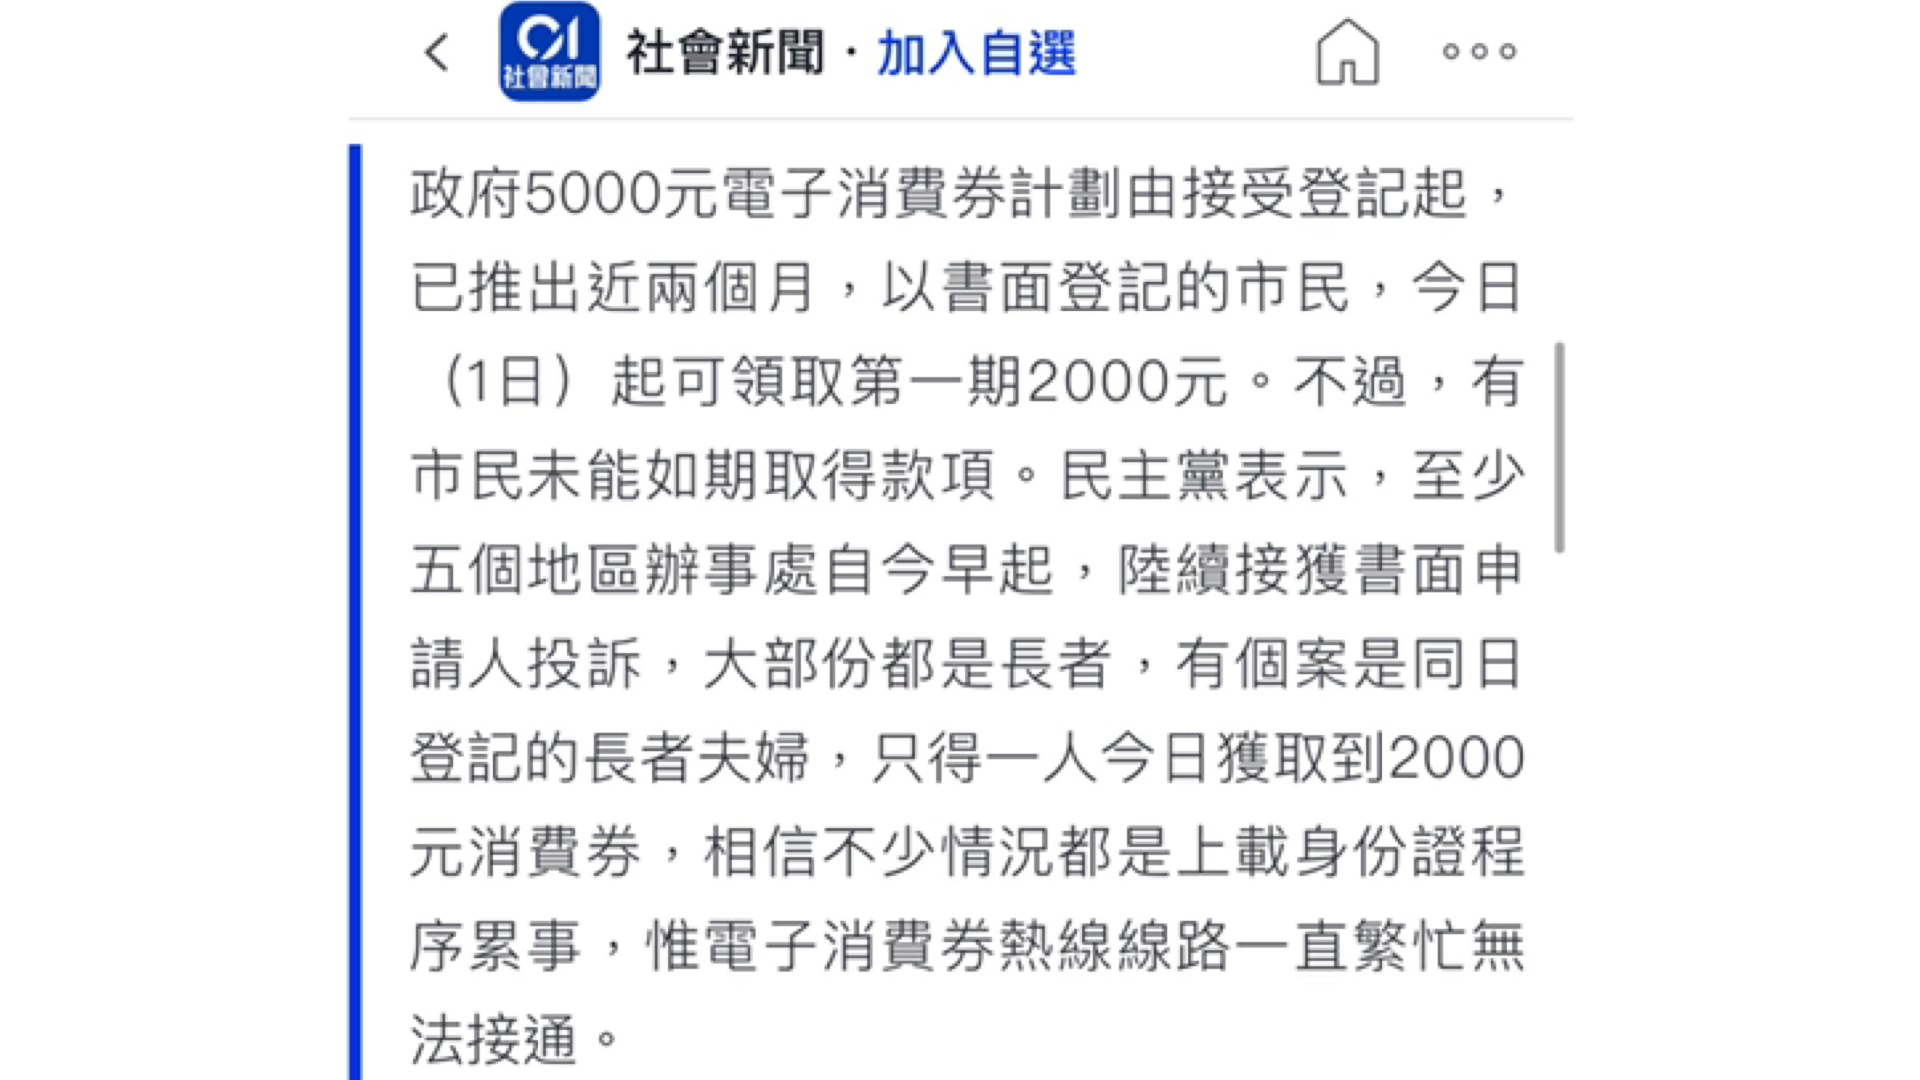 01
社會新聞
社會新聞 · 加入自選
政府5000元電子消費券計劃由接受登記起，
已推出近兩個月，以書面登記的市民，今日
（1日）起可領取第一期2000元。不過，有
市民未能如期取得款項。民主黨表示，至少
五個地區辦事處自今早起，陸續接獲書面申
請人投訴，大部份都是長者，有個案是同日
登記的長者夫婦，只得一人今日獲取到2000
元消費券，相信不少情況都是上載身份證程
序累事，惟電子消費券熱線線路一直繁忙無
法接通。